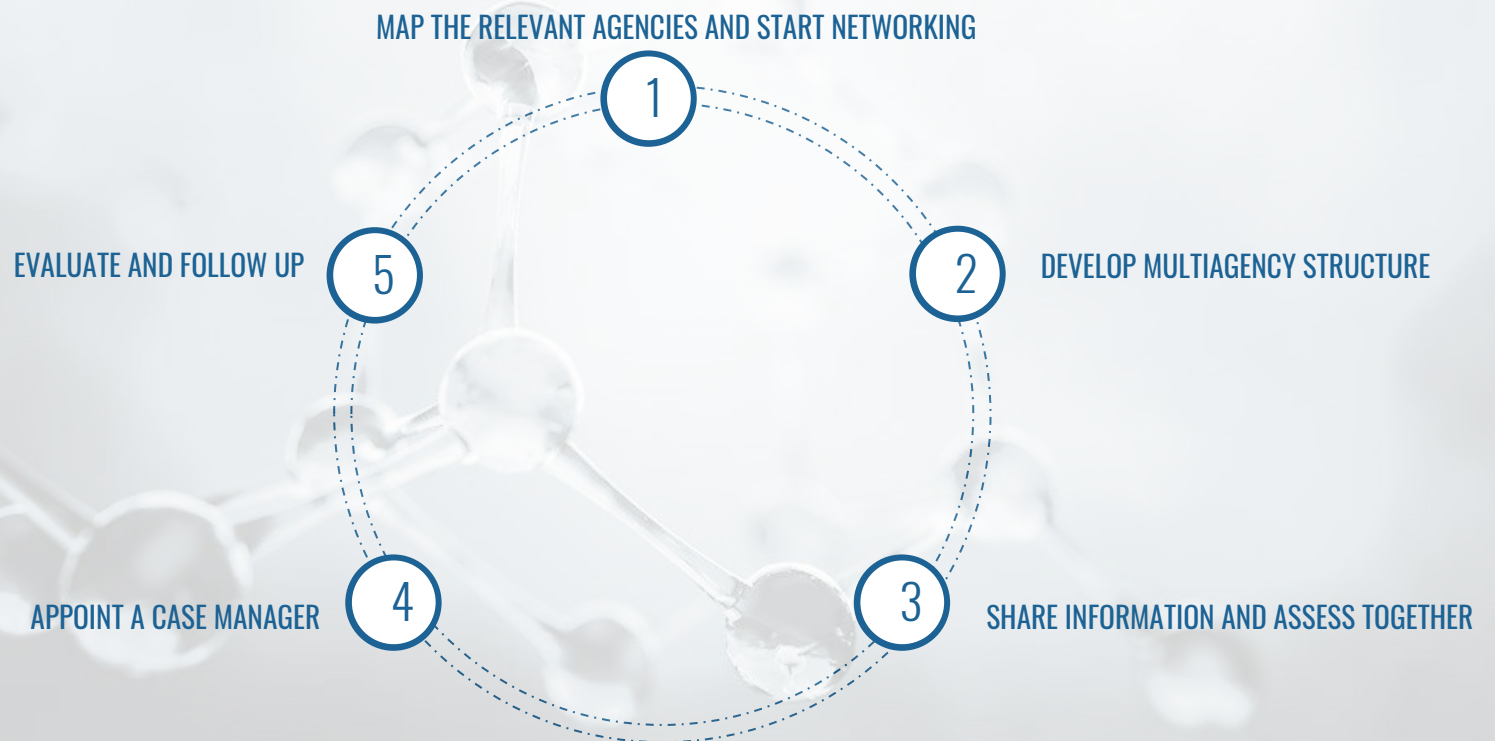 MAP THE RELEVANT AGENCIES AND START NETWORKING
1
2
DEVELOP MULTIAGENCY STRUCTURE
3
SHARE INFORMATION AND ASSESS TOGETHER
4
APPOINT A CASE MANAGER
5
EVALUATE AND FOLLOW UP